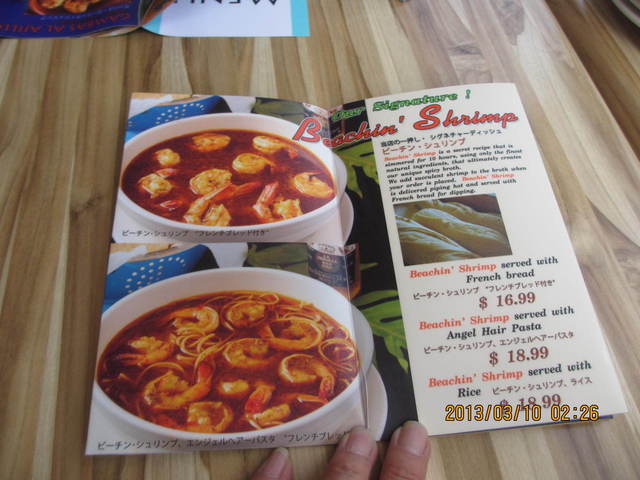 MENU
GAMBAS AL AJILLO
Our Signature !
Beachin' Shrimp
当店の一押し・シグネチャーディッシュ
ビーチン・シュリンプ
Beachin' Shrimp is a secret recipe that is
simmered for 10 hours, using only the finest
natural ingredients, that ultimately creates
our unique spicy broth.
We add succulent shrimp to the broth when
your order is placed. Beachin' Shrimp
is delivered piping hot and served with
French bread for dipping.
ビーチン・シュリンプ "フレンチブレッド付き"
Beachin' Shrimp served with
French bread
ビーチン・シュリンプ "フレンチブレッド付き"
$ 16.99
Beachin' Shrimp served with
Angel Hair Pasta
ビーチン・シュリンプ、エンジェルヘアーパスタ
$ 18.99
Beachin' Shrimp served with
Rice ビーチン・シュリンプ、ライス
$ 18.99
ビーチン・シュリンプ、エンジェルヘアーパスタ "フレンチブレッ
2013/03/10 02:26